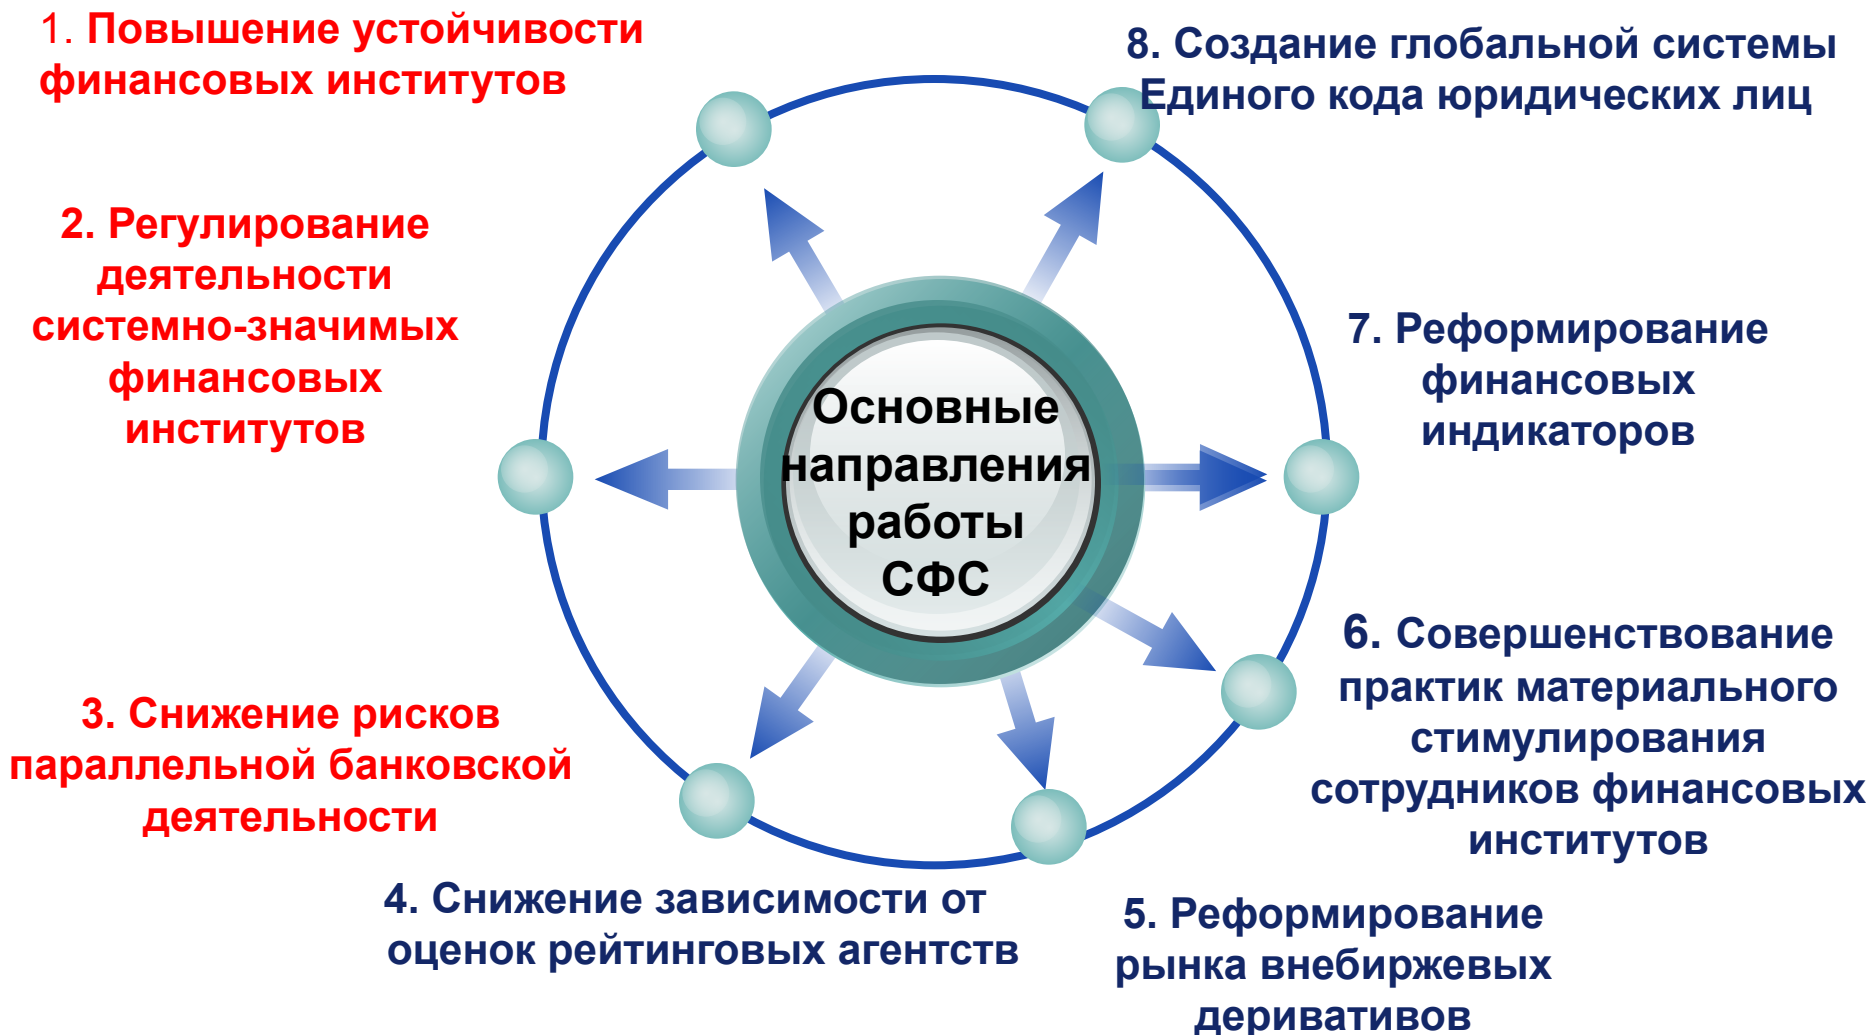 1. Повышение устойчивости
финансовых институтов
2. Регулирование
деятельности
системно-значимых
финансовых
институтов
3. Снижение рисков
параллельной банковской
деятельности
4. Снижение зависимости от
оценок рейтинговых агентств
5. Реформирование
рынка внебиржевых
деривативов
6. Совершенствование
практик материального
стимулирования
сотрудников финансовых
институтов
7. Реформирование
финансовых
индикаторов
8. Создание глобальной системы
Единого кода юридических лиц
Основные
направления
работы
СФС